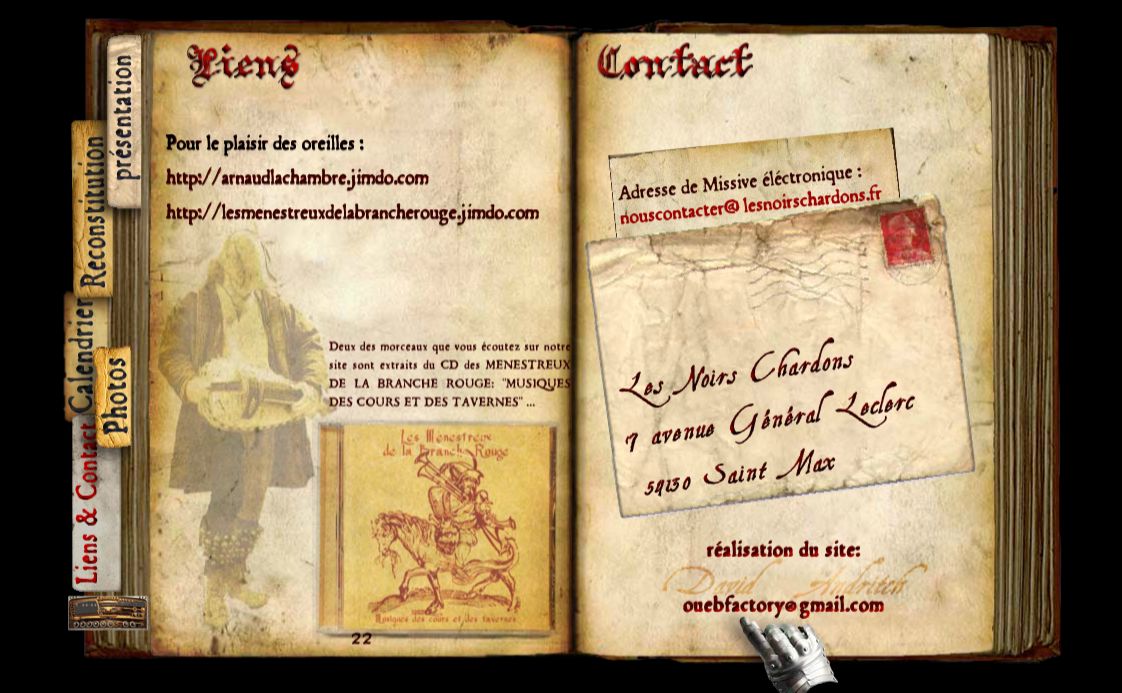 Liens
Pour le plaisir des oreilles :
http://arnaudlachambre.jimdo.com
http://lesmenestreuxdelabrancherouge.jimdo.com
Deux des morceaux que vous écoutez sur notre
site sont extraits du CD des MENESTREUX
DE LA BRANCHE ROUGE: "MUSIQUES
DES COURS ET DES TAVERNES" ...
Les Menestreux
de la Branche Rouge
Musiques des cours et des tavernes
22
présentation
Reconstitution
Calendrier
Photos
Liens & Contact
Contact
Adresse de Missive éléctronique :
nouscontacter@ lesnoirschardons.fr
Les Noirs Chardons
7 avenue Général Leclerc
54130 Saint Max
réalisation du site:
David Andritch
ouebfactory@gmail.com